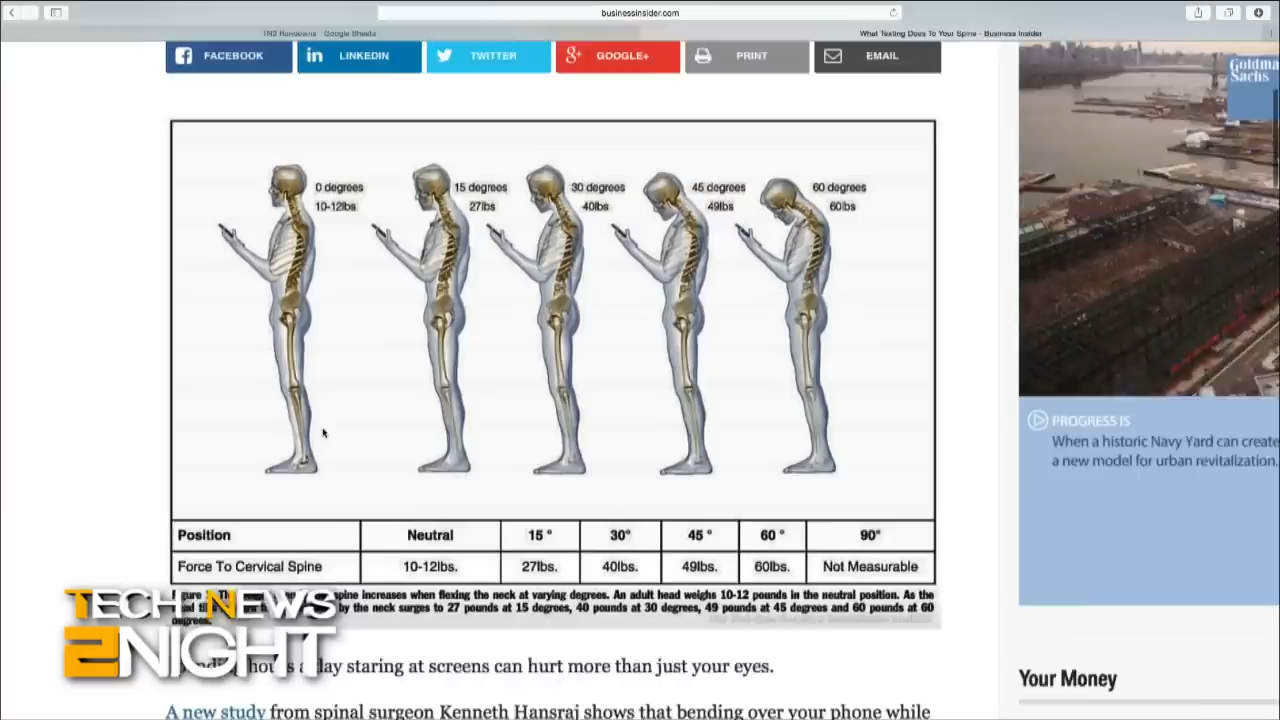 businessinsider.com
TN2 Rundowns - Google Sheets
What Texting Does To Your Spine - Business Insider
FACEBOOK
LINKEDIN
TWITTER
GOOGLE+
PRINT
EMAIL
Goldma
Sachs
0 degrees
10-12lbs
15 degrees
27lbs
30 degrees
40lbs
45 degrees
49lbs
60 degrees
60lbs
PROGRESS IS
When a historic Navy Yard can create
a new model for urban revitalization.
Position Neutral 15 ° 30° 45 ° 60 ° 90°
Force To Cervical Spine 10-12lbs. 27lbs. 40lbs. 49lbs. 60lbs. Not Measurable
spine increases when flexing the neck at varying degrees. An adult head weighs 10-12 pounds in the neutral position. As the
by the neck surges to 27 pounds at 15 degrees, 40 pounds at 30 degrees, 49 pounds at 45 degrees and 60 pounds at 60
degrees.
TECH NEWS
2NIGHT
day staring at screens can hurt more than just your eyes.
A new study from spinal surgeon Kenneth Hansraj shows that bending over your phone while
Your Money